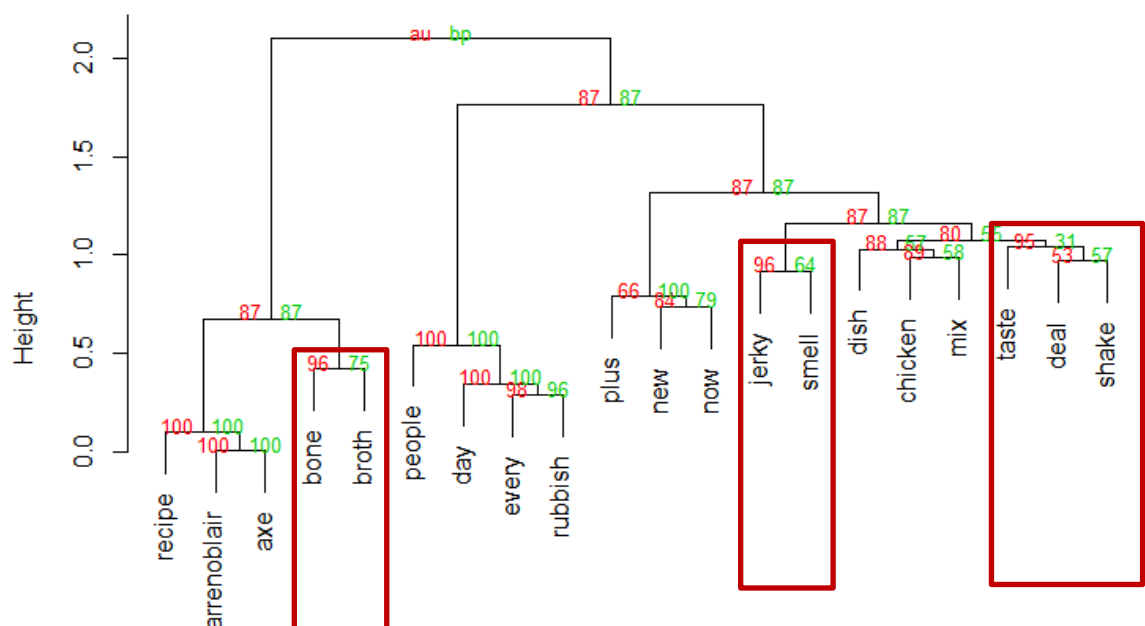 au bp
2.0
87 87
1.5
87 87
87 87
80 55
95 31
88 57
89 58
53 57
1.0
96 64
66 100
84 79
87 87
Height
100 100
0.5
96 75
100 100
98 96
100 100
100 100
0.0
recipe
arrenoblair
axe
bone
broth
people
day
every
rubbish
plus
new
now
jerky
smell
dish
chicken
mix
taste
deal
shake